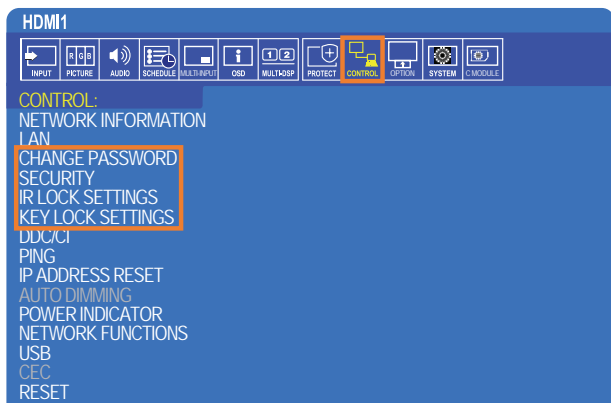 HDMI1
INPUT R G B PICTURE AUDIO SCHEDULE MULTI-INPUT i OSD 1 2 MULTI-DSP PROTECT CONTROL OPTION SYSTEM C MODULE
CONTROL:
NETWORK INFORMATION
LAN
CHANGE PASSWORD
SECURITY
IR LOCK SETTINGS
KEY LOCK SETTINGS
DDC/CI
PING
IP ADDRESS RESET
AUTO DIMMING
POWER INDICATOR
NETWORK FUNCTIONS
USB
CEC
RESET